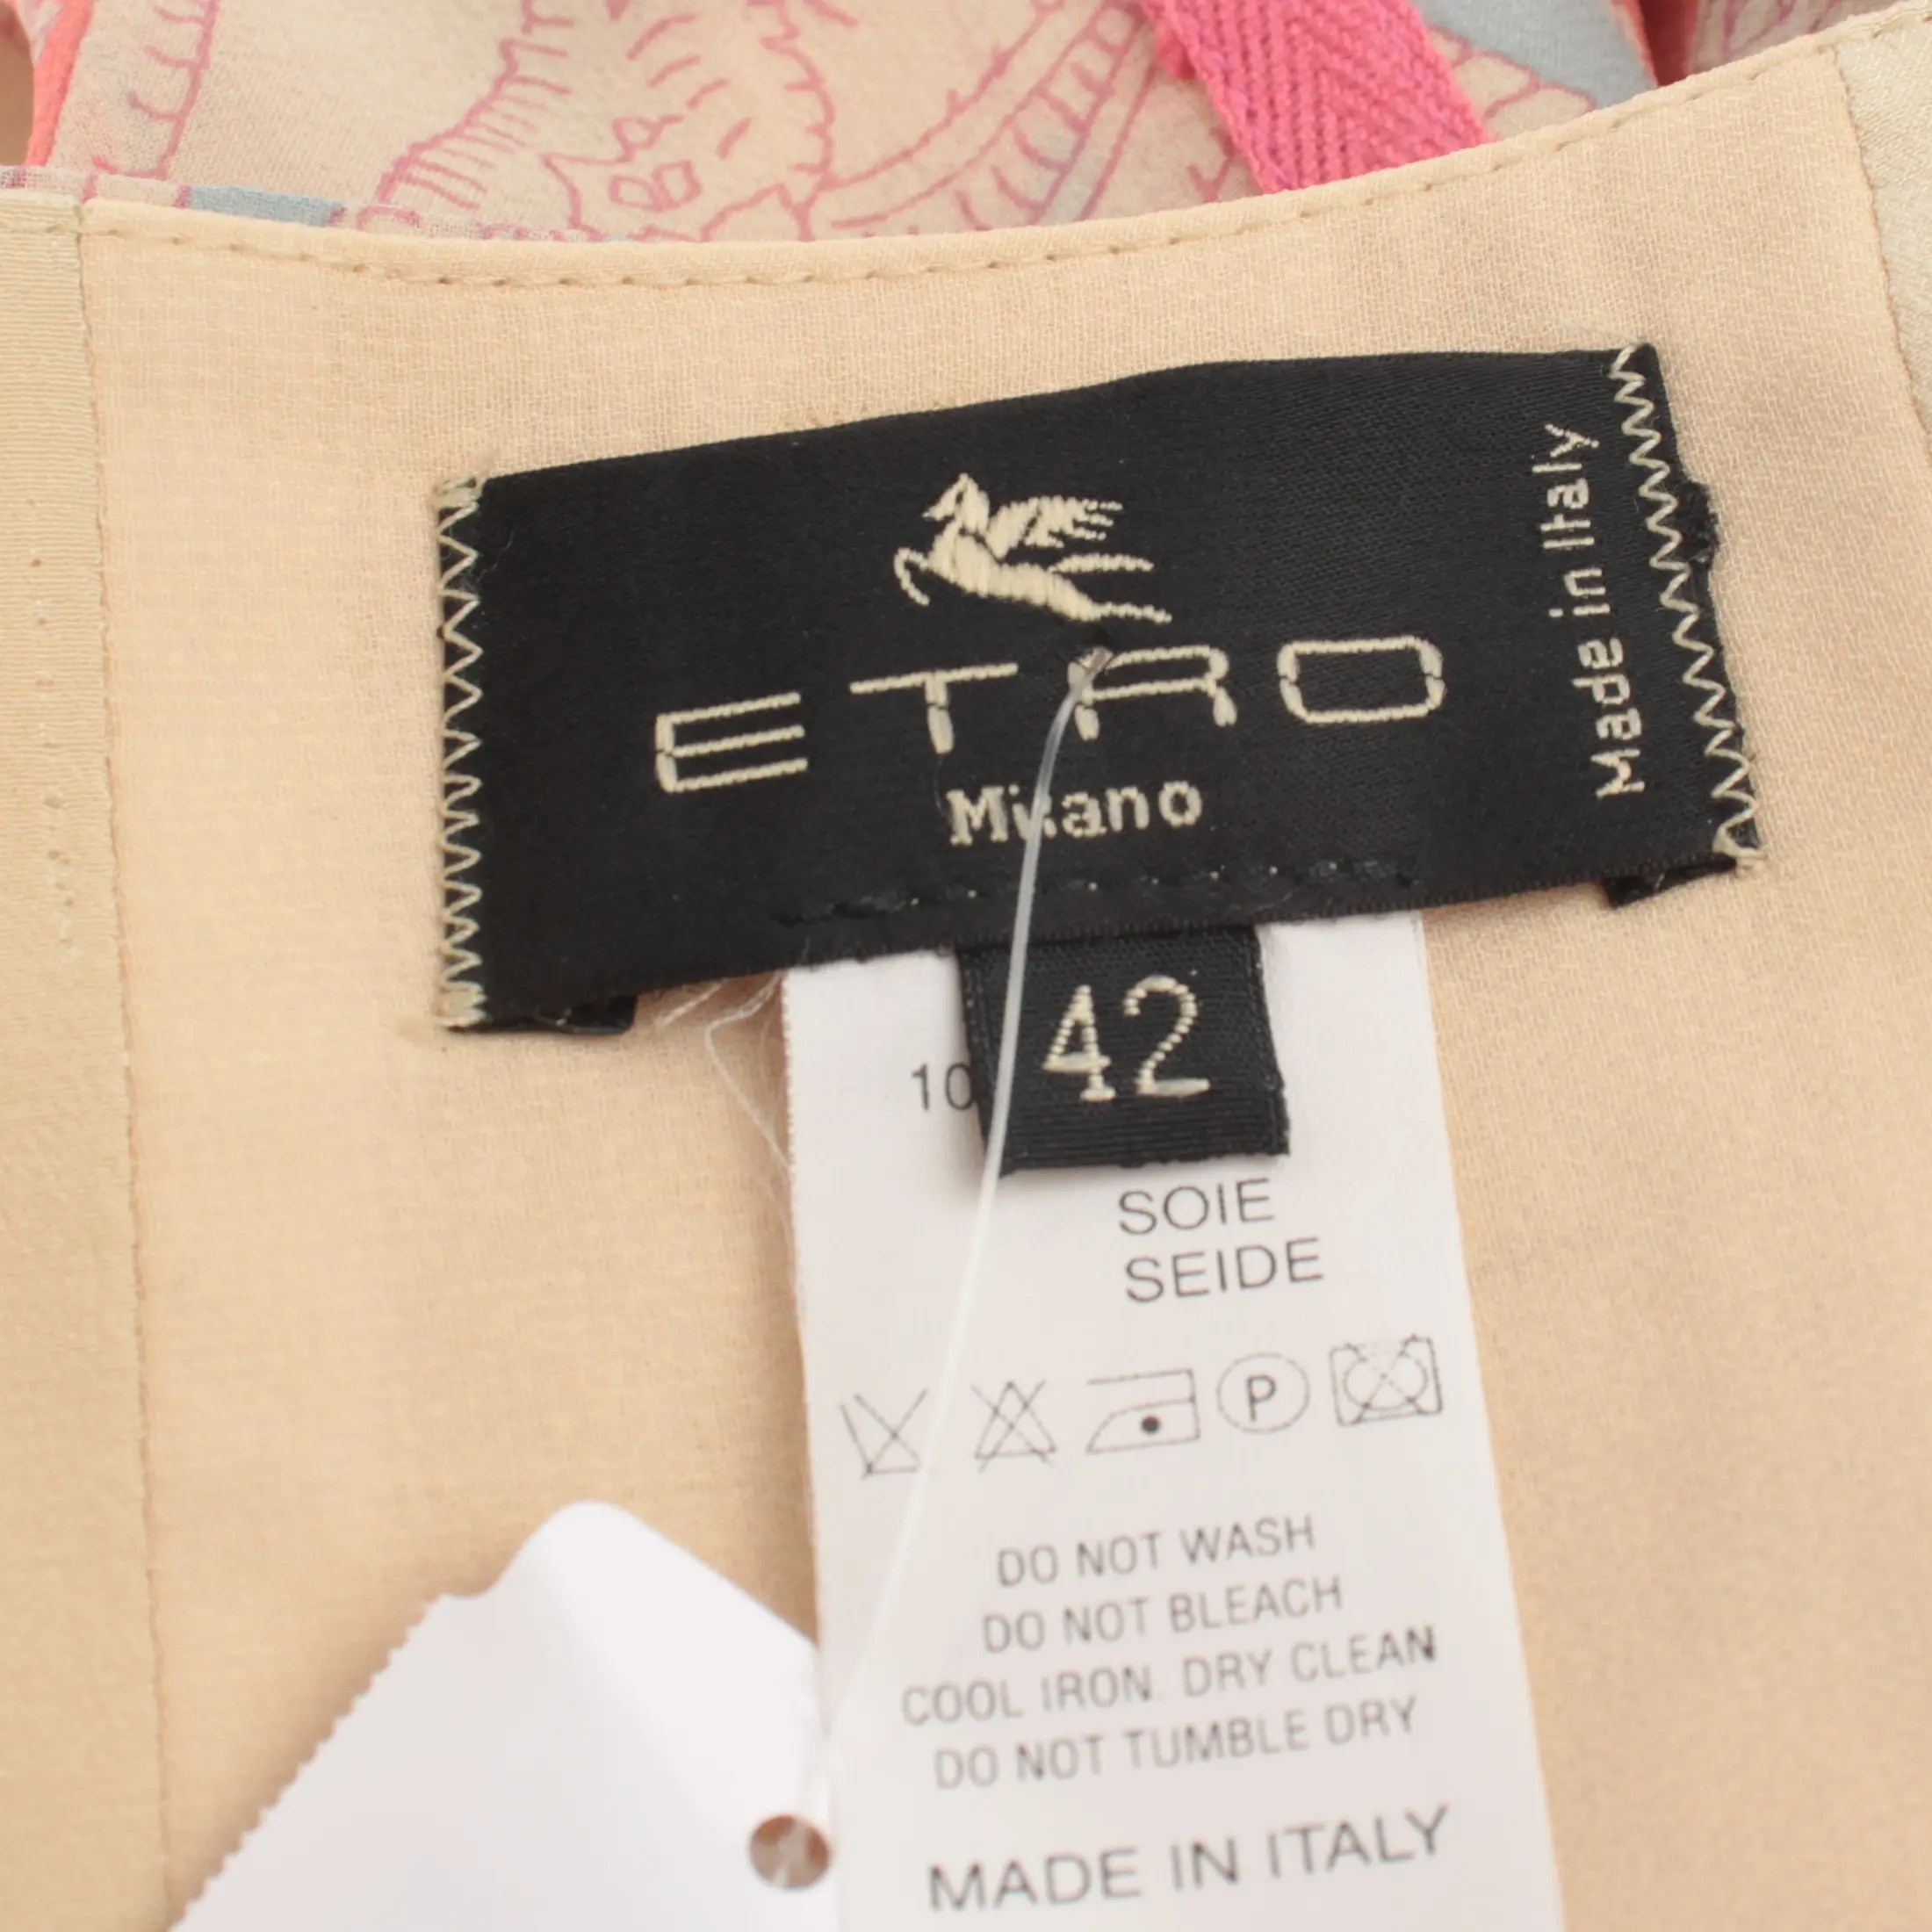 ETRO
Milano
Made in Italy
42
10
SOIE
SEIDE
P
DO NOT WASH
DO NOT BLEACH
COOL IRON. DRY CLEAN
DO NOT TUMBLE DRY
MADE IN ITALY